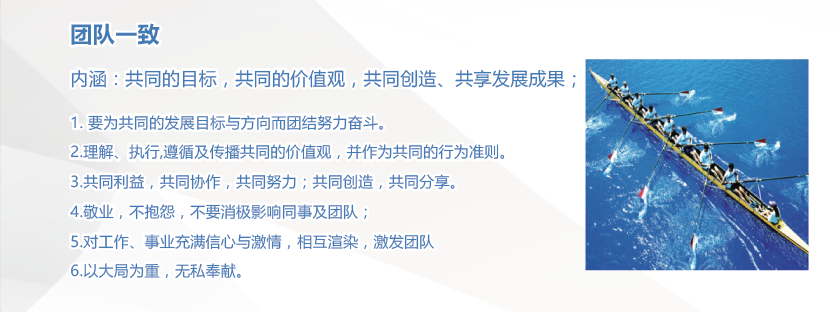 团队一致
内涵：共同的目标，共同的价值观，共同创造、共享发展成果；
1. 要为共同的发展目标与方向而团结努力奋斗。
2.理解、执行,遵循及传播共同的价值观，并作为共同的行为准则。
3.共同利益，共同协作，共同努力；共同创造，共同分享。
4.敬业，不抱怨，不要消极影响同事及团队；
5.对工作、事业充满信心与激情，相互渲染，激发团队
6.以大局为重，无私奉献。